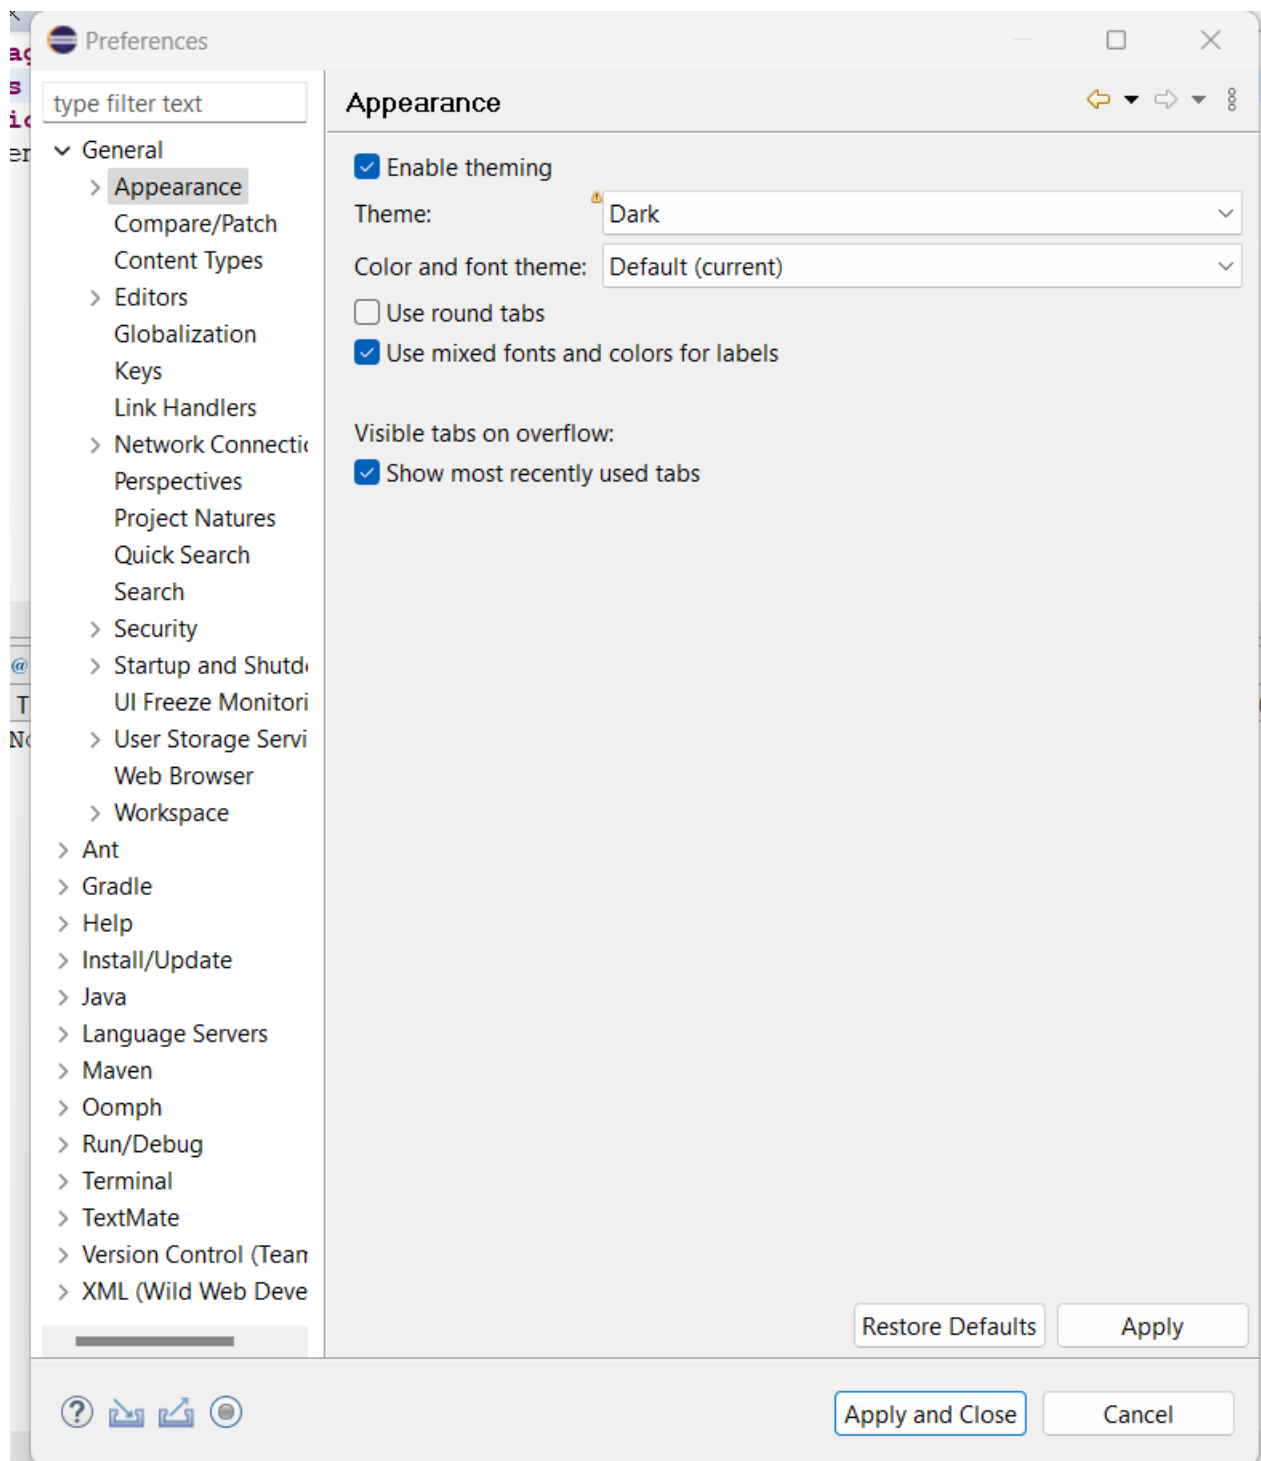 Preferences
type filter text
General
Appearance
Compare/Patch
Content Types
Editors
Globalization
Keys
Link Handlers
Network Connectic
Perspectives
Project Natures
Quick Search
Search
Security
Startup and Shutd
UI Freeze Monitori
User Storage Servi
Web Browser
Workspace
Ant
Gradle
Help
Install/Update
Java
Language Servers
Maven
Oomph
Run/Debug
Terminal
TextMate
Version Control (Team
XML (Wild Web Deve
Appearance
Enable theming
Theme: Dark
Color and font theme: Default (current)
Use round tabs
Use mixed fonts and colors for labels
Visible tabs on overflow:
Show most recently used tabs
Restore Defaults Apply
Apply and Close Cancel